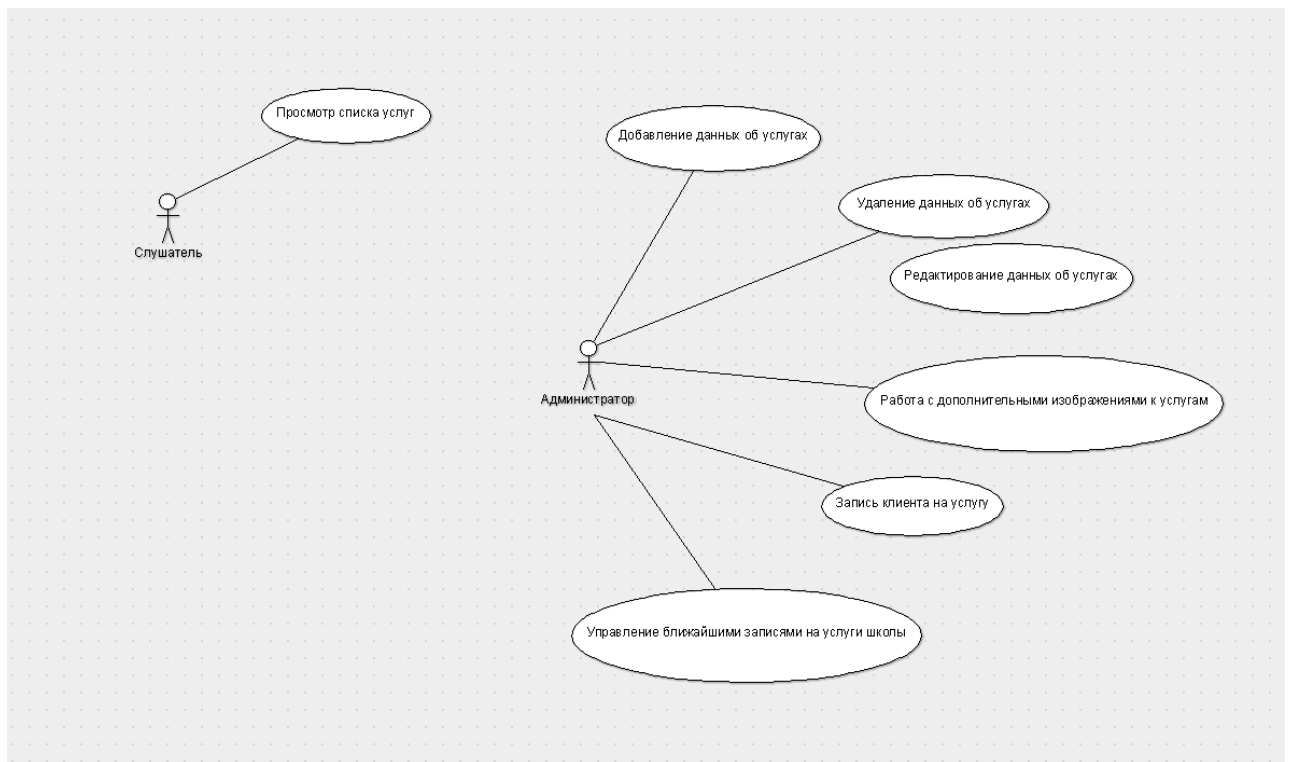 Просмотр списка услуг
Добавление данных об услугах
Удаление данных об услугах
Слушатель
Редактирование данных об услугах
Администратор
Работа с дополнительными изображениями к услугам
Запись клиента на услугу
Управление ближайшими записями на услуги школы